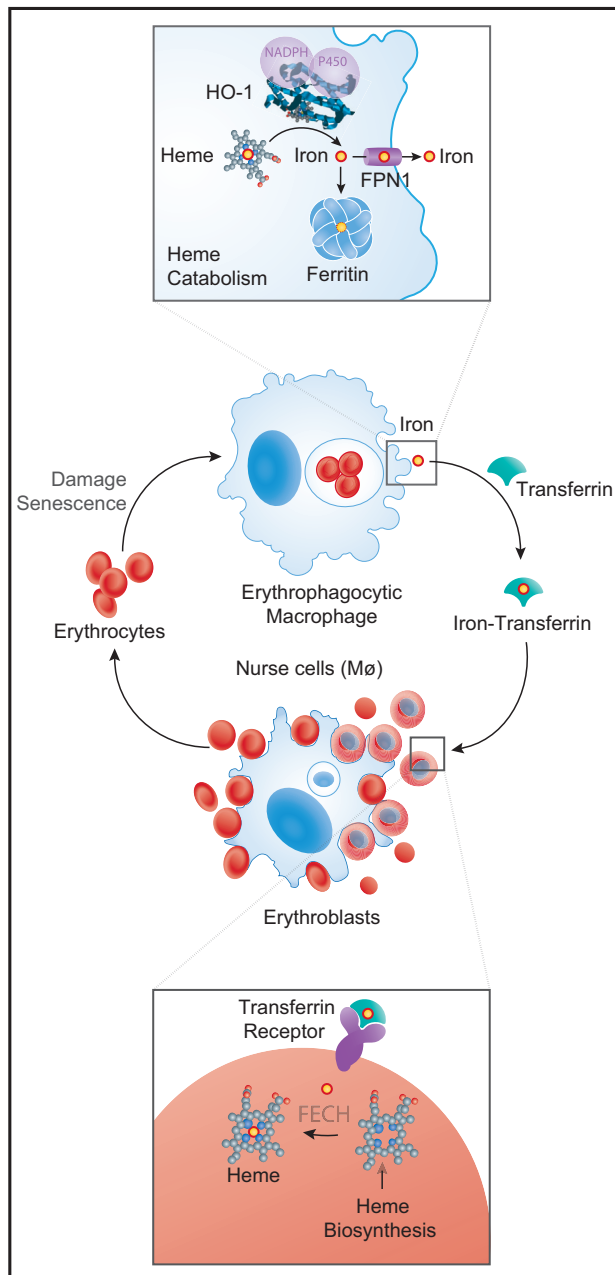 NADPH
P450
HO-1
Heme
Iron
Iron
FPN1
Heme
Catabolism
Ferritin
Iron
Damage
Senescence
Transferrin
Erythrophagocytic
Macrophage
Erythrocytes
Iron-Transferrin
Nurse cells (Mø)
Erythroblasts
Transferrin
Receptor
FECH
Heme
Heme
Biosynthesis